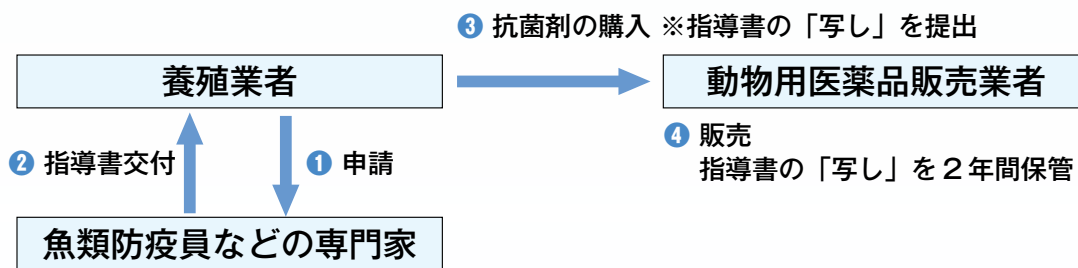 ❸ 抗菌剤の購入 ※指導書の「写し」を提出
養殖業者
動物用医薬品販売業者
❹ 販売
指導書の「写し」を２年間保管
❷ 指導書交付
❶ 申請
魚類防疫員などの専門家